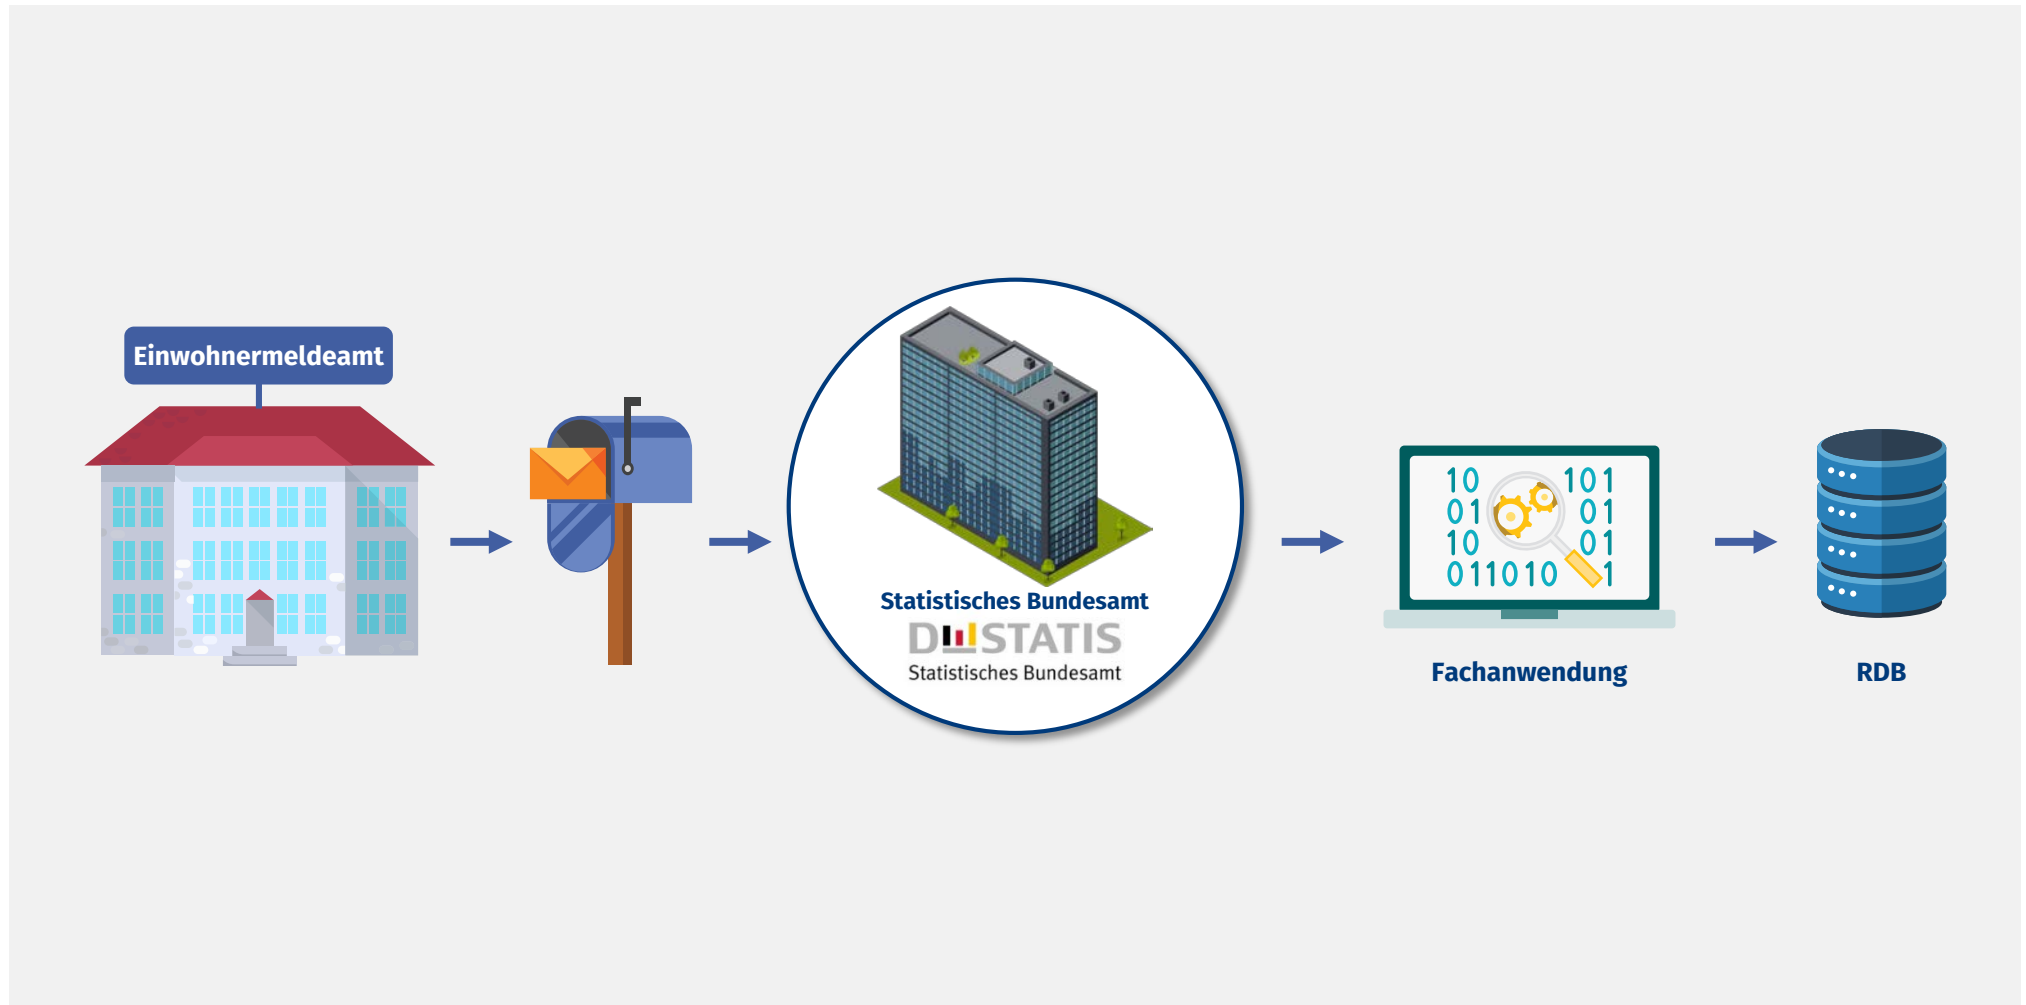 Einwohnermeldeamt
Statistisches Bundesamt
DESTATIS
Statistisches Bundesamt
10 101
01 01
10 01
011010 1
Fachanwendung
RDB